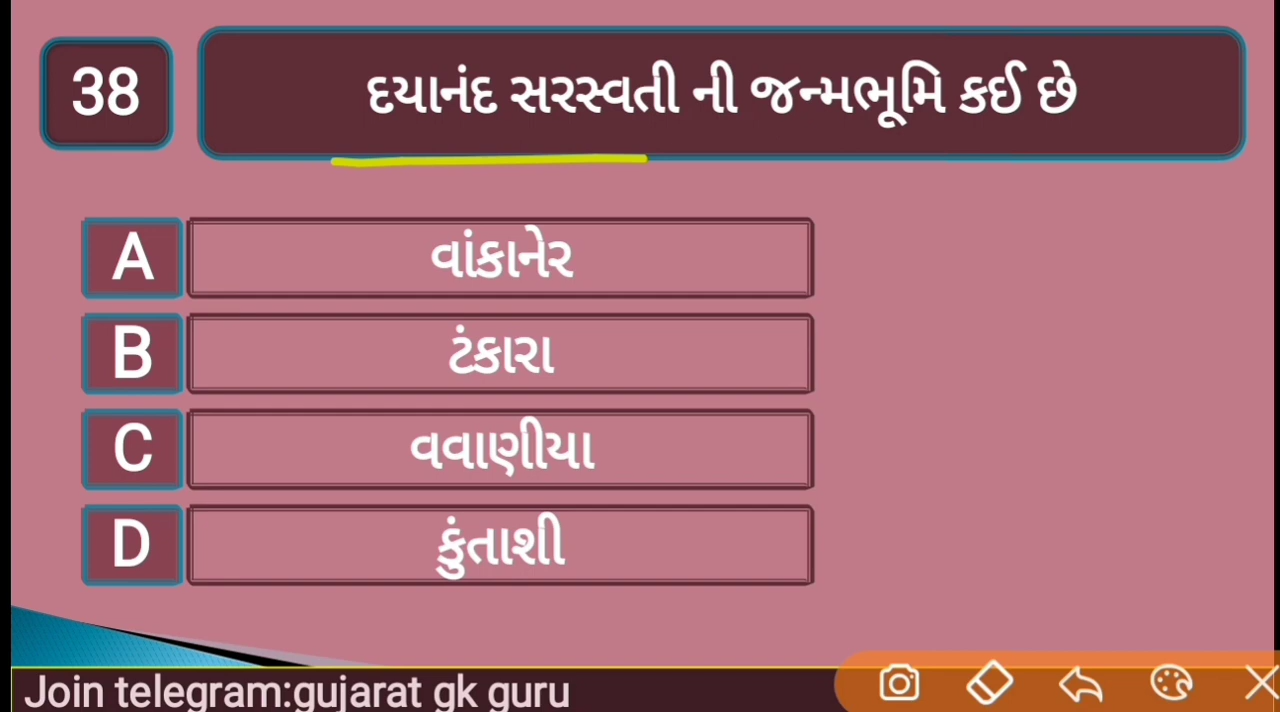 38
દયાનંદ સરસ્વતી ની જન્મભૂમિ કઈ છે
A
વાંકાનેર
B
ટંકારા
C
વવાણીયા
D
કુંતાશી
Join telegram:gujarat gk guru